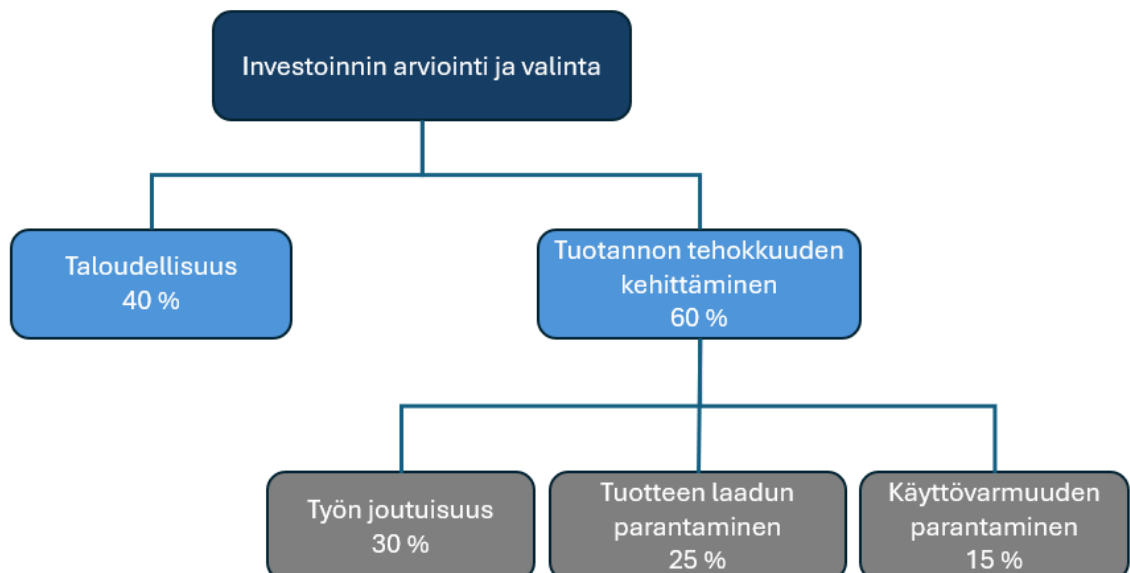 Investoinnin arviointi ja valinta
Taloudellisuus
40 %
Tuotannon tehokkuuden
kehittäminen
60 %
Työn joutuisuus
30 %
Tuotteen laadun
parantaminen
25 %
Käyttövarmuuden
parantaminen
15 %